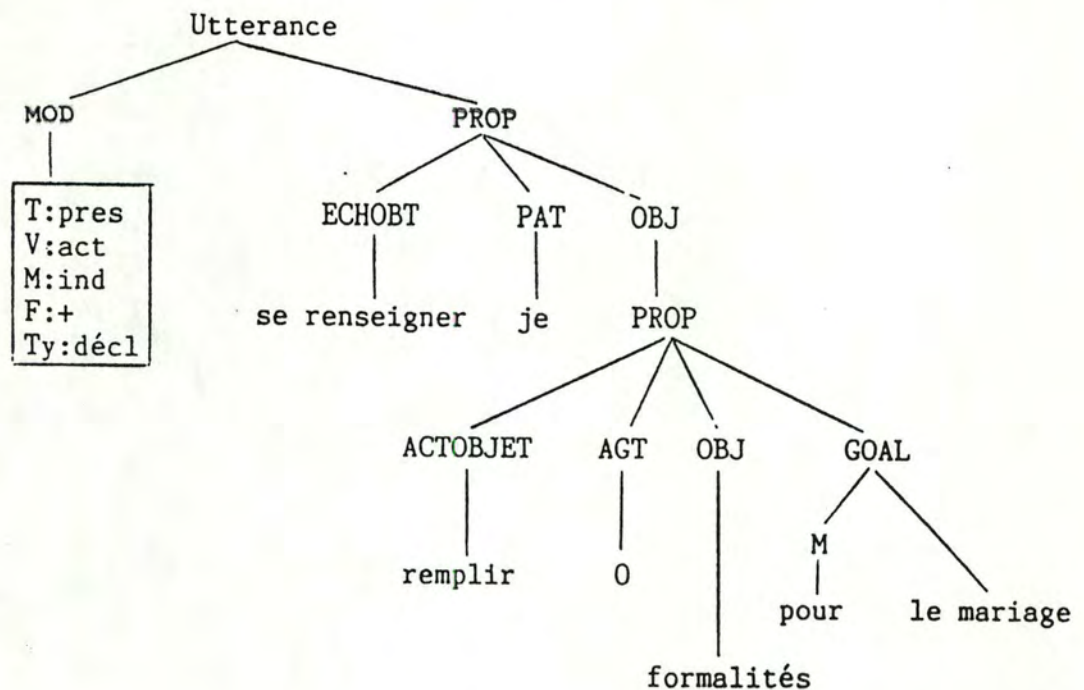 Utterance
MOD PROP
T:pres
V:act
M:ind
F:+
Ty:décl
ECHOBT PAT OBJ
se renseigner je PROP
ACTOBJET AGT OBJ GOAL
M
remplir O
pour le mariage
formalités